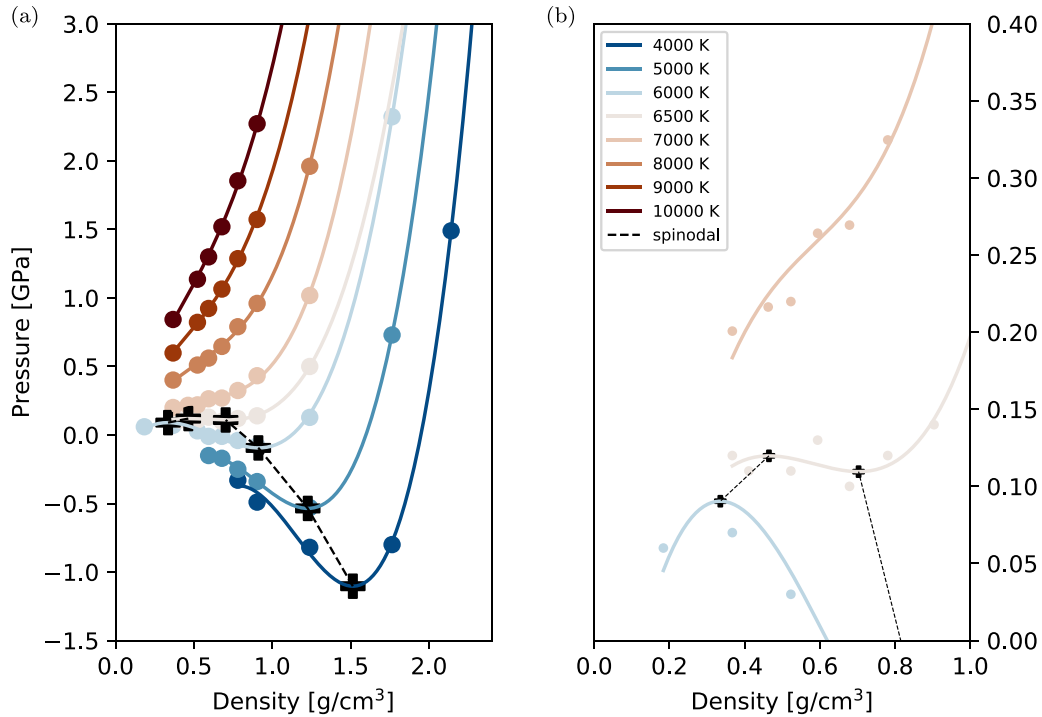 (a)
3.0
2.5
2.0
1.5
1.0
0.5
0.0
−0.5
−1.0
−1.5
Pressure [GPa]
0.0 0.5 1.0 1.5 2.0
Density [g/cm³]
(b)
4000 K
5000 K
6000 K
6500 K
7000 K
8000 K
9000 K
10000 K
spinodal
0.40
0.35
0.30
0.25
0.20
0.15
0.10
0.05
0.00
0.0 0.2 0.4 0.6 0.8 1.0
Density [g/cm³]